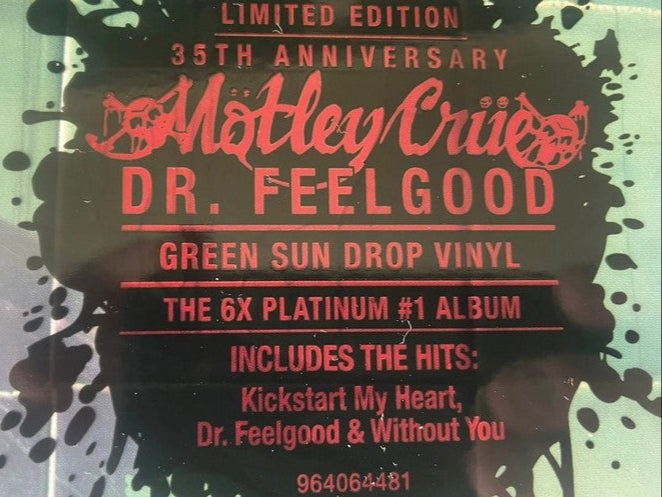 LIMITED EDITION
35TH ANNIVERSARY
Mötley Crüe
DR. FEELGOOD
GREEN SUN DROP VINYL
THE 6X PLATINUM #1 ALBUM
INCLUDES THE HITS:
Kickstart My Heart,
Dr. Feelgood & Without You
964064481